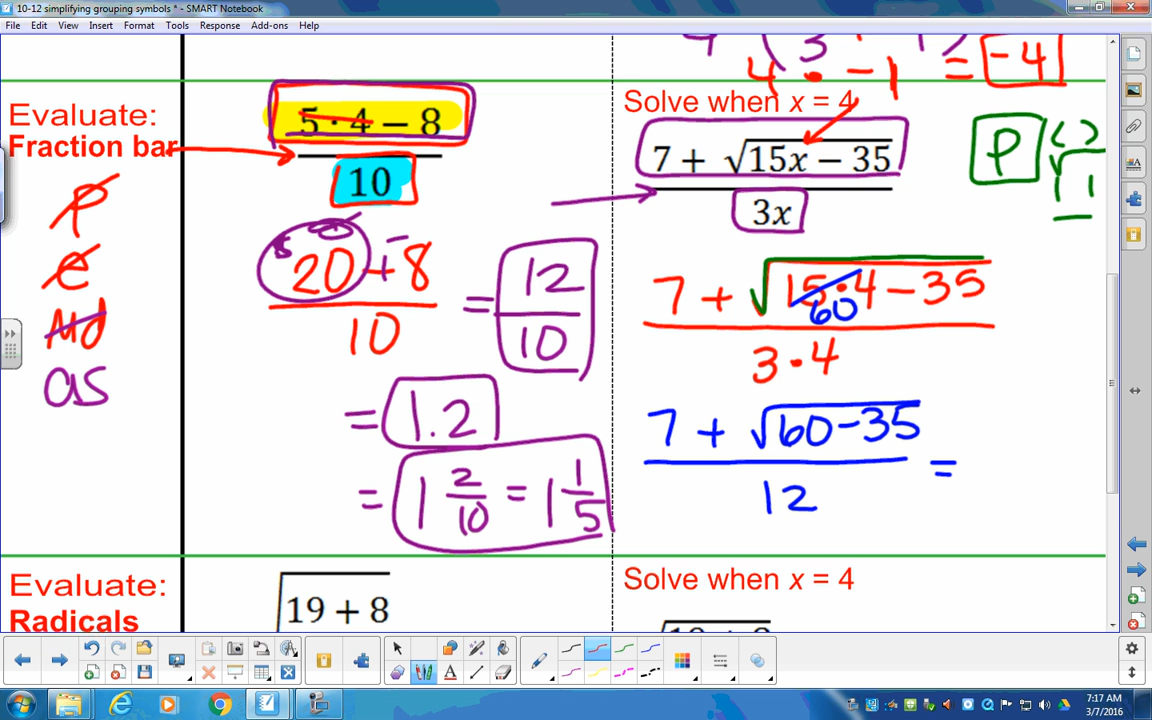 10-12 simplifying grouping symbols * - SMART Notebook
File Edit View Insert Format Tools Response Add-ons Help
4 · -1 = -4
Evaluate:
Fraction bar
P
e
Md
as
5 · 4 − 8
10
20 - 8
10
= 12
10
= 1.2
= 1 2/10 = 1 1/5
Solve when x = 4
7 + √15x − 35
3x
P ( )
√
| |
7 + √15·4 − 35
60
3·4
7 + √60−35
12
=
Evaluate:
Radicals
√19 + 8
Solve when x = 4
7:17 AM
3/7/2016